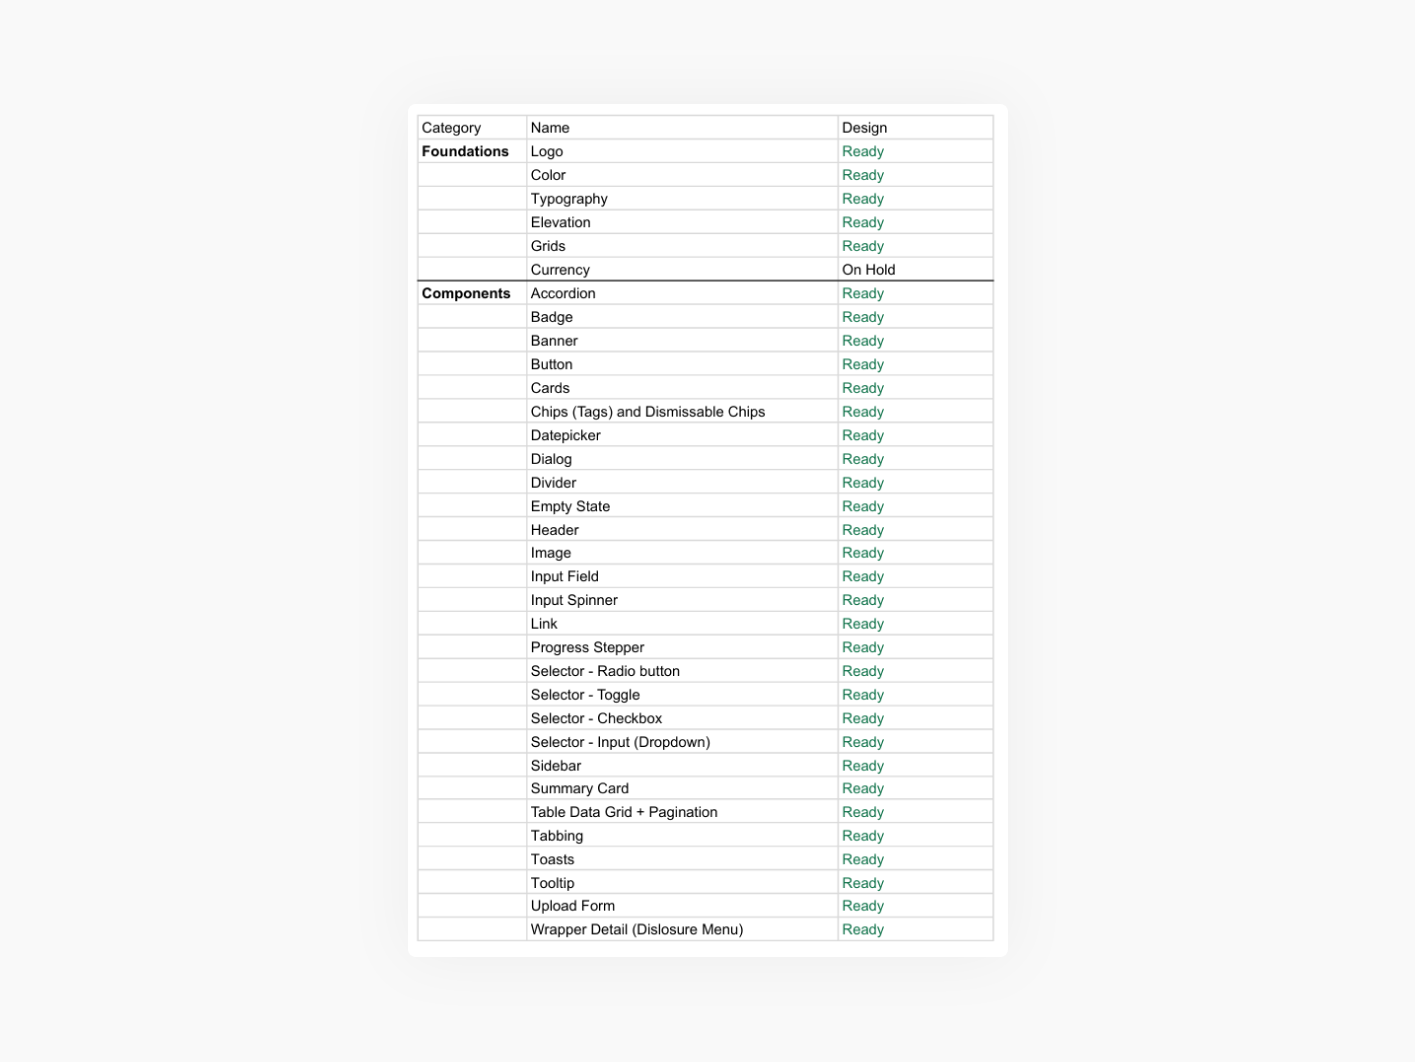 Category Name Design
Foundations Logo Ready
Color Ready
Typography Ready
Elevation Ready
Grids Ready
Currency On Hold
Components Accordion Ready
Badge Ready
Banner Ready
Button Ready
Cards Ready
Chips (Tags) and Dismissable Chips Ready
Datepicker Ready
Dialog Ready
Divider Ready
Empty State Ready
Header Ready
Image Ready
Input Field Ready
Input Spinner Ready
Link Ready
Progress Stepper Ready
Selector - Radio button Ready
Selector - Toggle Ready
Selector - Checkbox Ready
Selector - Input (Dropdown) Ready
Sidebar Ready
Summary Card Ready
Table Data Grid + Pagination Ready
Tabbing Ready
Toasts Ready
Tooltip Ready
Upload Form Ready
Wrapper Detail (Dislosure Menu) Ready